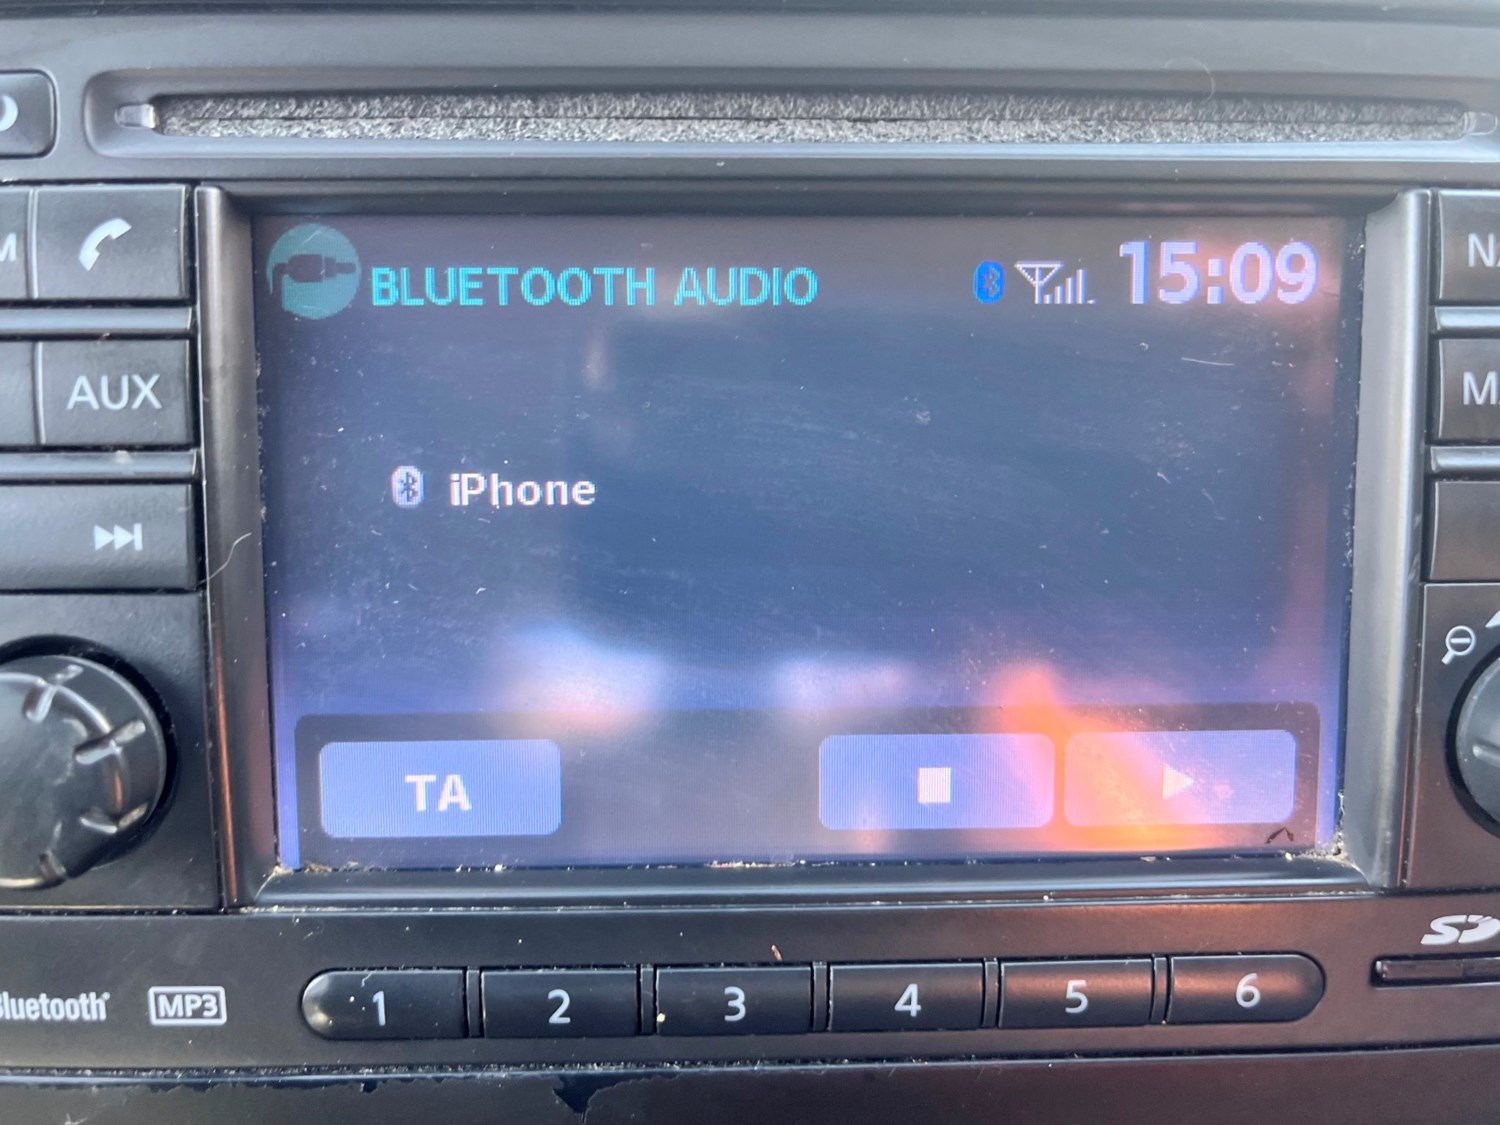 BLUETOOTH AUDIO
15:09
AUX
iPhone
TA
Bluetooth
MP3
1
2
3
4
5
6
SD